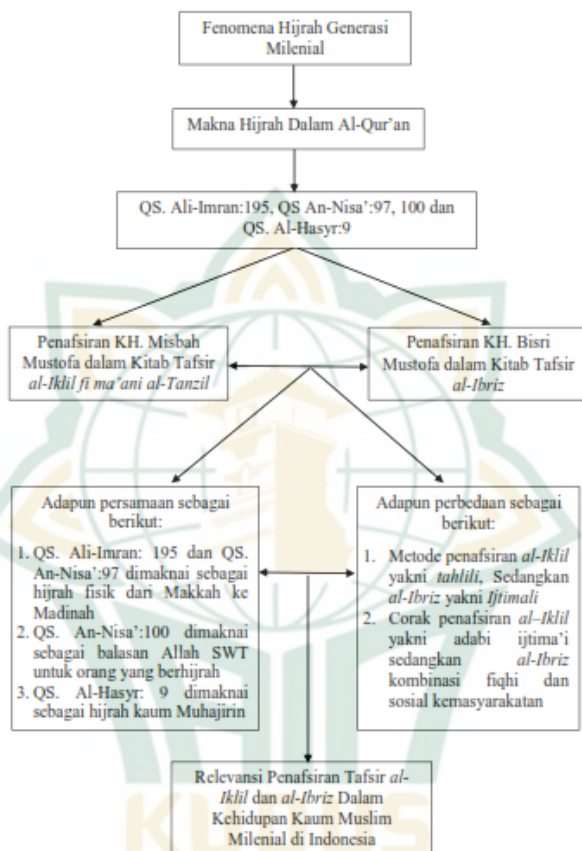 Fenomena Hijrah Generasi
Milenial
Makna Hijrah Dalam Al-Qur'an
QS. Ali-Imran:195, QS An-Nisa':97, 100 dan
QS. Al-Hasyr:9
Penafsiran KH. Misbah
Mustofa dalam Kitab Tafsir
al-Iklil fi ma'ani al-Tanzil
Penafsiran KH. Bisri
Mustofa dalam Kitab Tafsir
al-Ibriz
Adapun persamaan sebagai
berikut:
1. QS. Ali-Imran: 195 dan QS.
An-Nisa':97 dimaknai sebagai
hijrah fisik dari Makkah ke
Madinah
2. QS. An-Nisa':100 dimaknai
sebagai balasan Allah SWT
untuk orang yang berhijrah
3. QS. Al-Hasyr: 9 dimaknai
sebagai hijrah kaum Muhajirin
Adapun perbedaan sebagai
berikut:
1. Metode penafsiran al-Iklil
yakni tahlili, Sedangkan
al-Ibriz yakni Ijtimali
2. Corak penafsiran al–Iklil
yakni adabi ijtima'i
sedangkan al-Ibriz
kombinasi fiqhi dan
sosial kemasyarakatan
Relevansi Penafsiran Tafsir al-
Iklil dan al-Ibriz Dalam
Kehidupan Kaum Muslim
Milenial di Indonesia